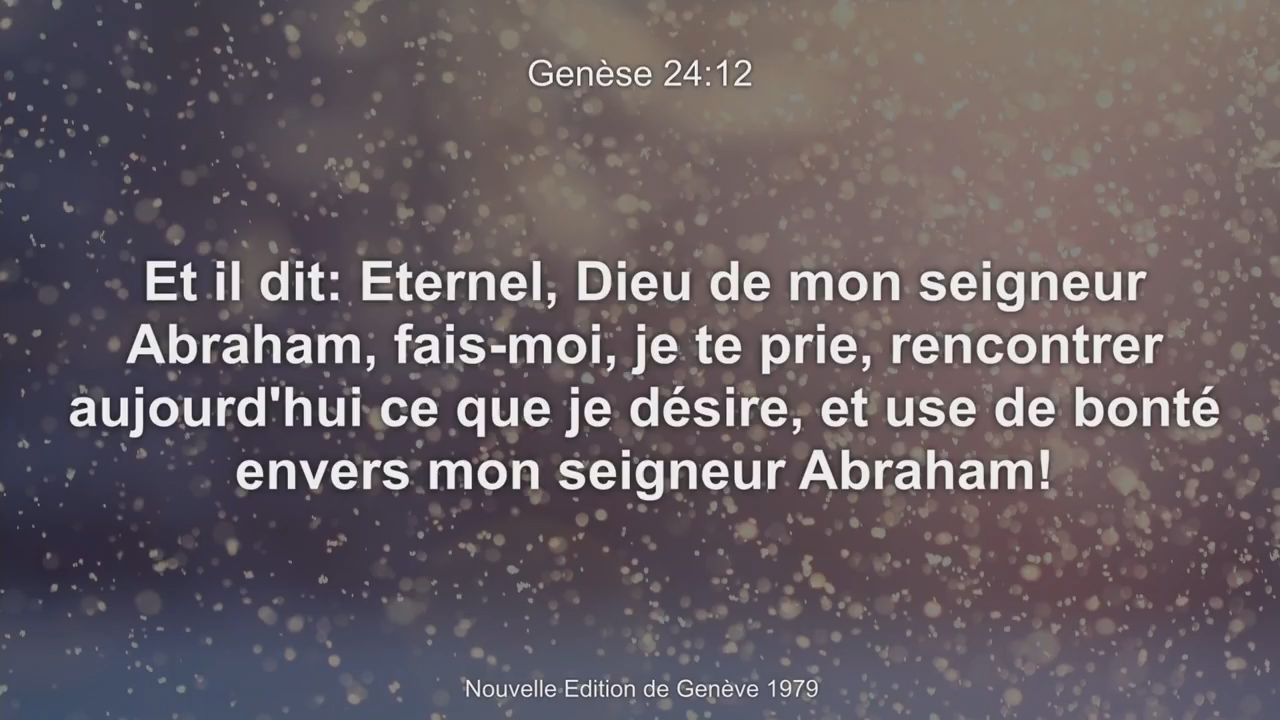 Genèse 24:12
Et il dit: Eternel, Dieu de mon seigneur
Abraham, fais-moi, je te prie, rencontrer
aujourd'hui ce que je désire, et use de bonté
envers mon seigneur Abraham!
Nouvelle Edition de Genève 1979